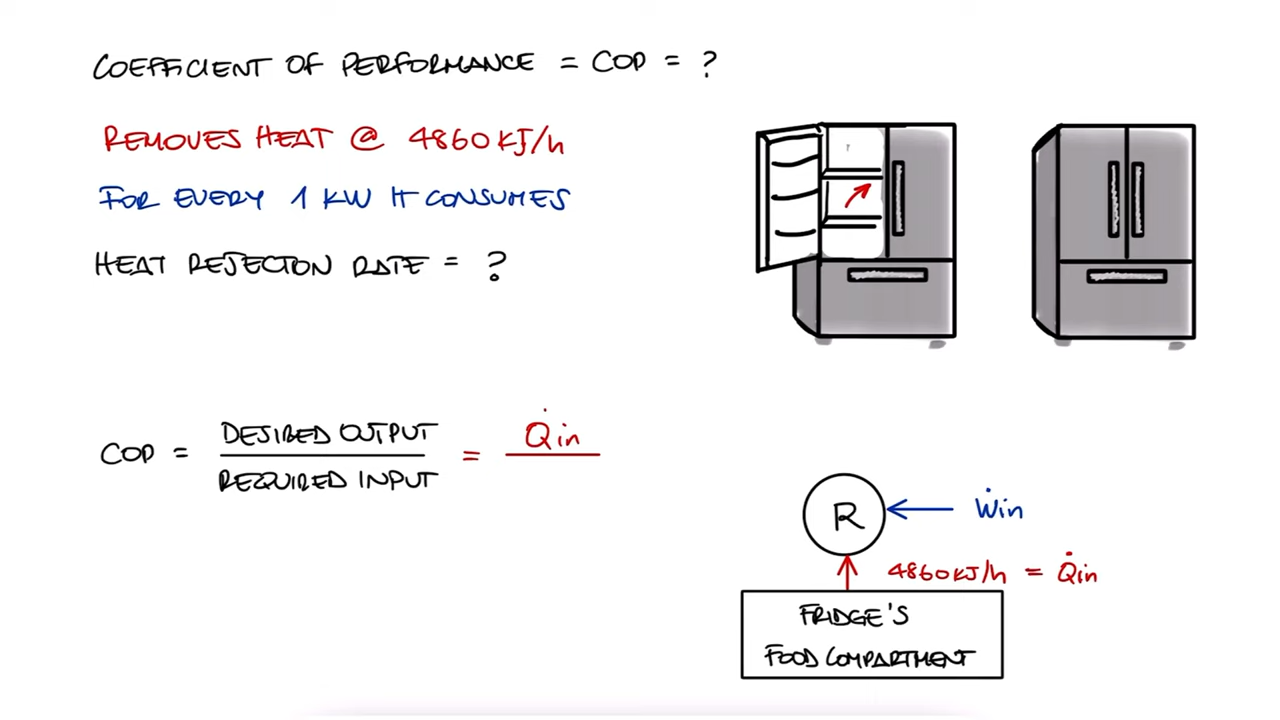 COEFFICIENT OF PERFORMANCE = COP = ?
REMOVES HEAT @ 4860 KJ/h
FOR EVERY 1 KW IT CONSUMES
HEAT REJECTION RATE = ?
COP = DESIRED OUTPUT = Q̇in
REQUIRED INPUT
R
Ẇin
4860 KJ/h = Q̇in
FRIDGE'S
FOOD COMPARTMENT